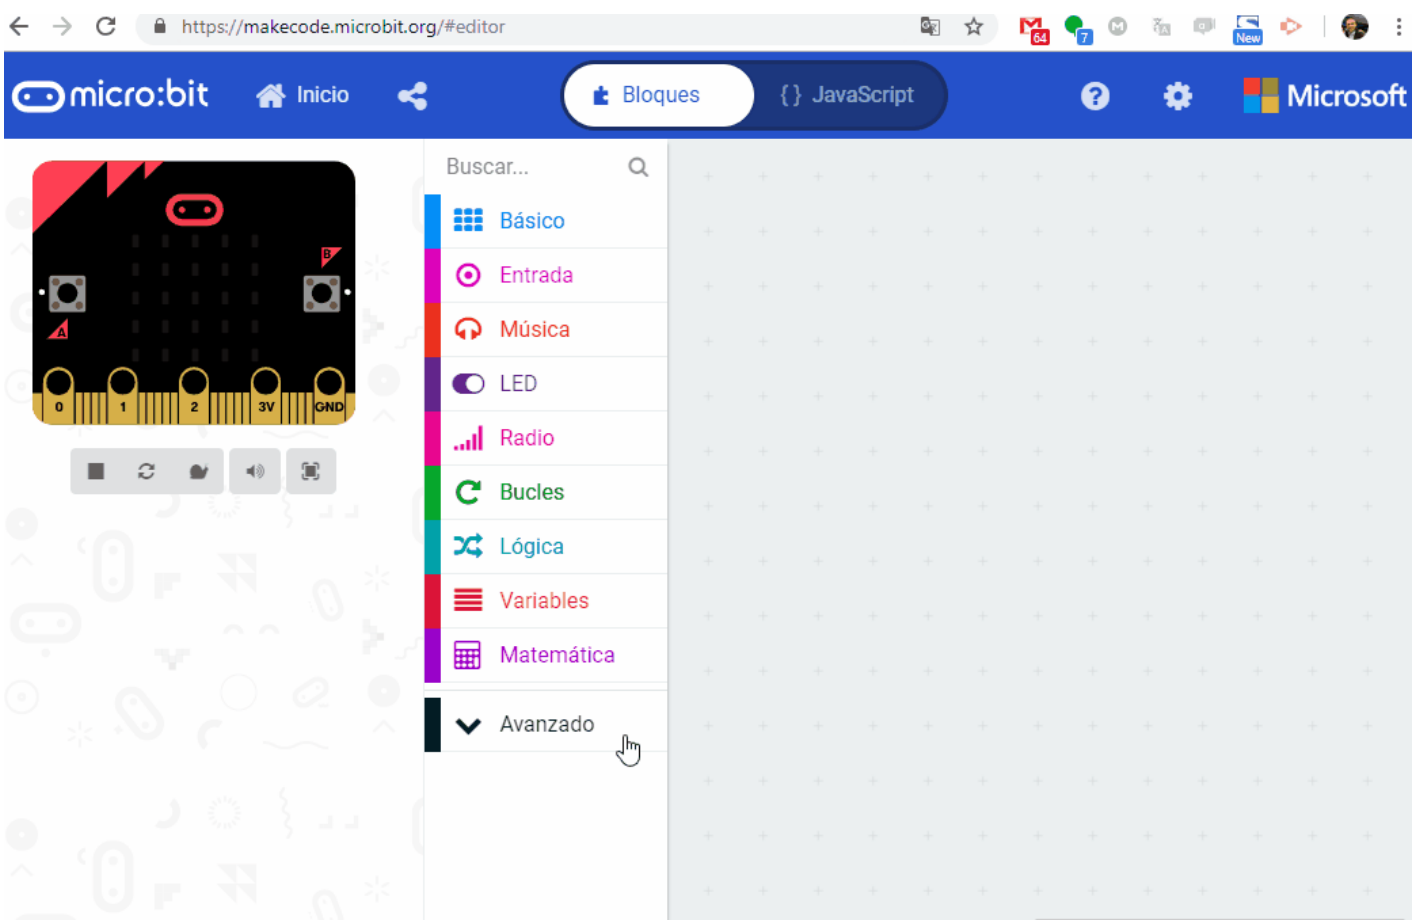 https://makecode.microbit.org/#editor
64
7
New
micro:bit
Inicio
Bloques
{} JavaScript
?
Microsoft
Buscar...
Básico
Entrada
Música
LED
Radio
Bucles
Lógica
Variables
Matemática
Avanzado
B
A
0
1
2
3V
GND